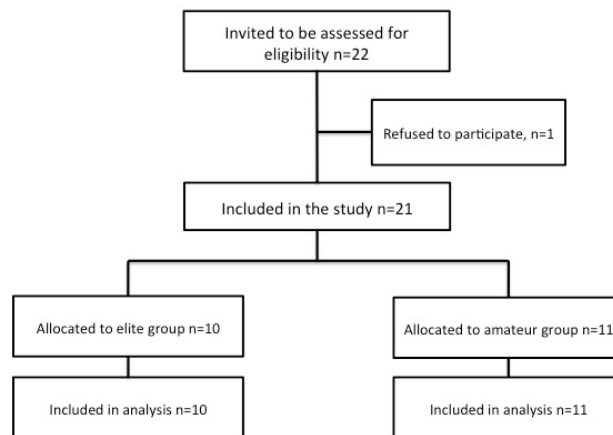 Invited to be assessed for
eligibility n=22
Refused to participate, n=1
Included in the study n=21
Allocated to elite group n=10
Allocated to amateur group n=11
Included in analysis n=10
Included in analysis n=11